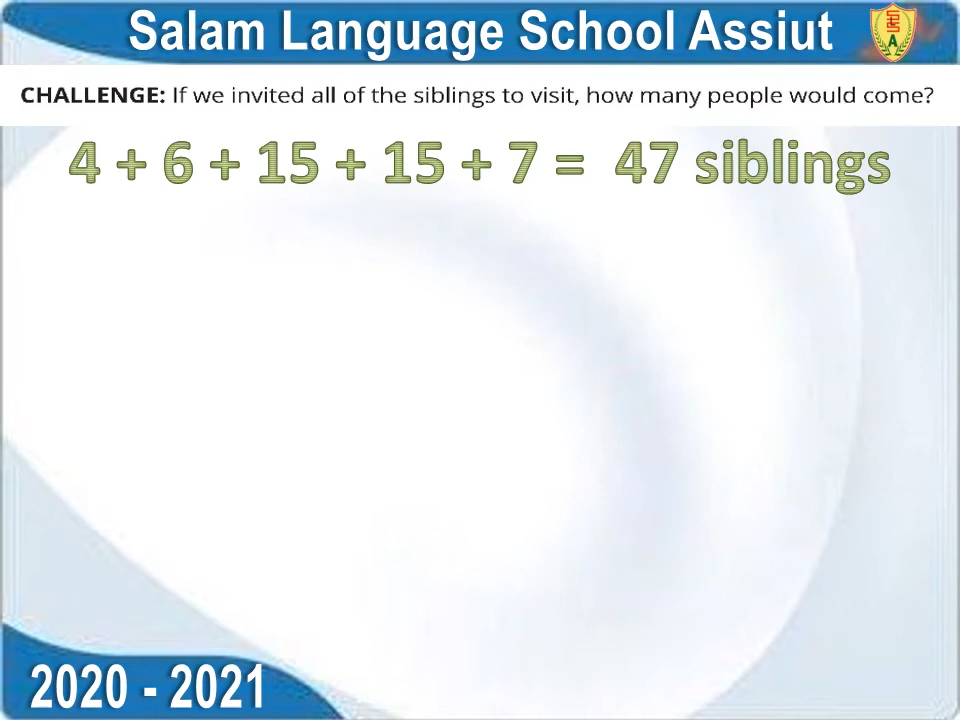 Salam Language School Assiut
CHALLENGE: If we invited all of the siblings to visit, how many people would come?
4 + 6 + 15 + 15 + 7 = 47 siblings
2020 - 2021